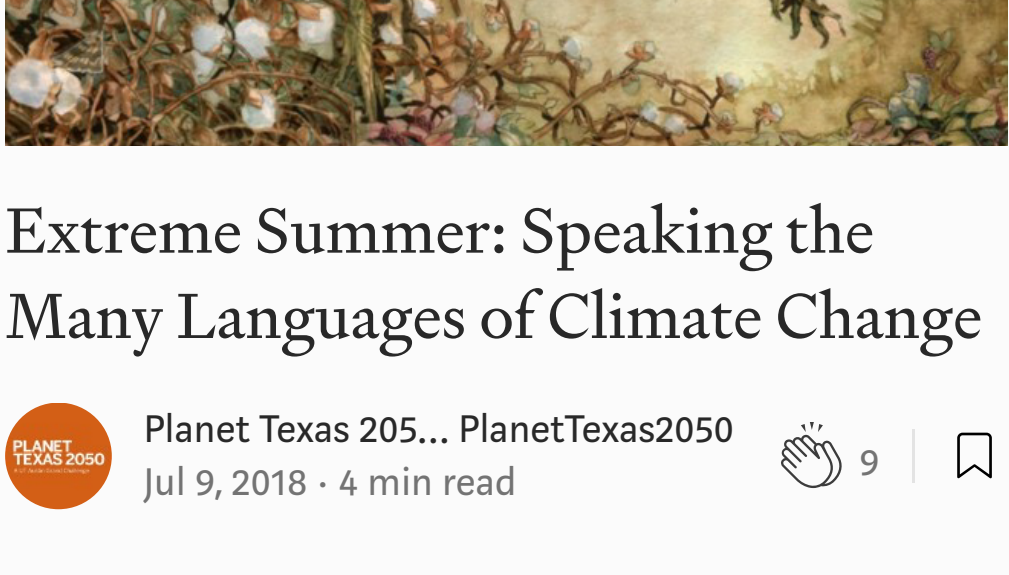 Extreme Summer: Speaking the
Many Languages of Climate Change
PLANET
TEXAS 2050
Planet Texas 205... PlanetTexas2050
9
Jul 9, 2018 · 4 min read